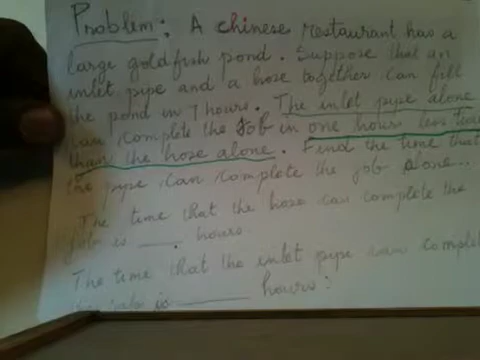 Problem: A chinese restaurant has a
large goldfish pond. Suppose that an
inlet pipe and a hose together can fill
the pond in 7 hours. The inlet pipe alone
can complete the Job in one hour less time
than the hose alone. Find the time that
the pipe can complete the job alone.
The time that the hose can complete the
job is ____. hours
The time that the inlet pipe can complet
is ____ hours: